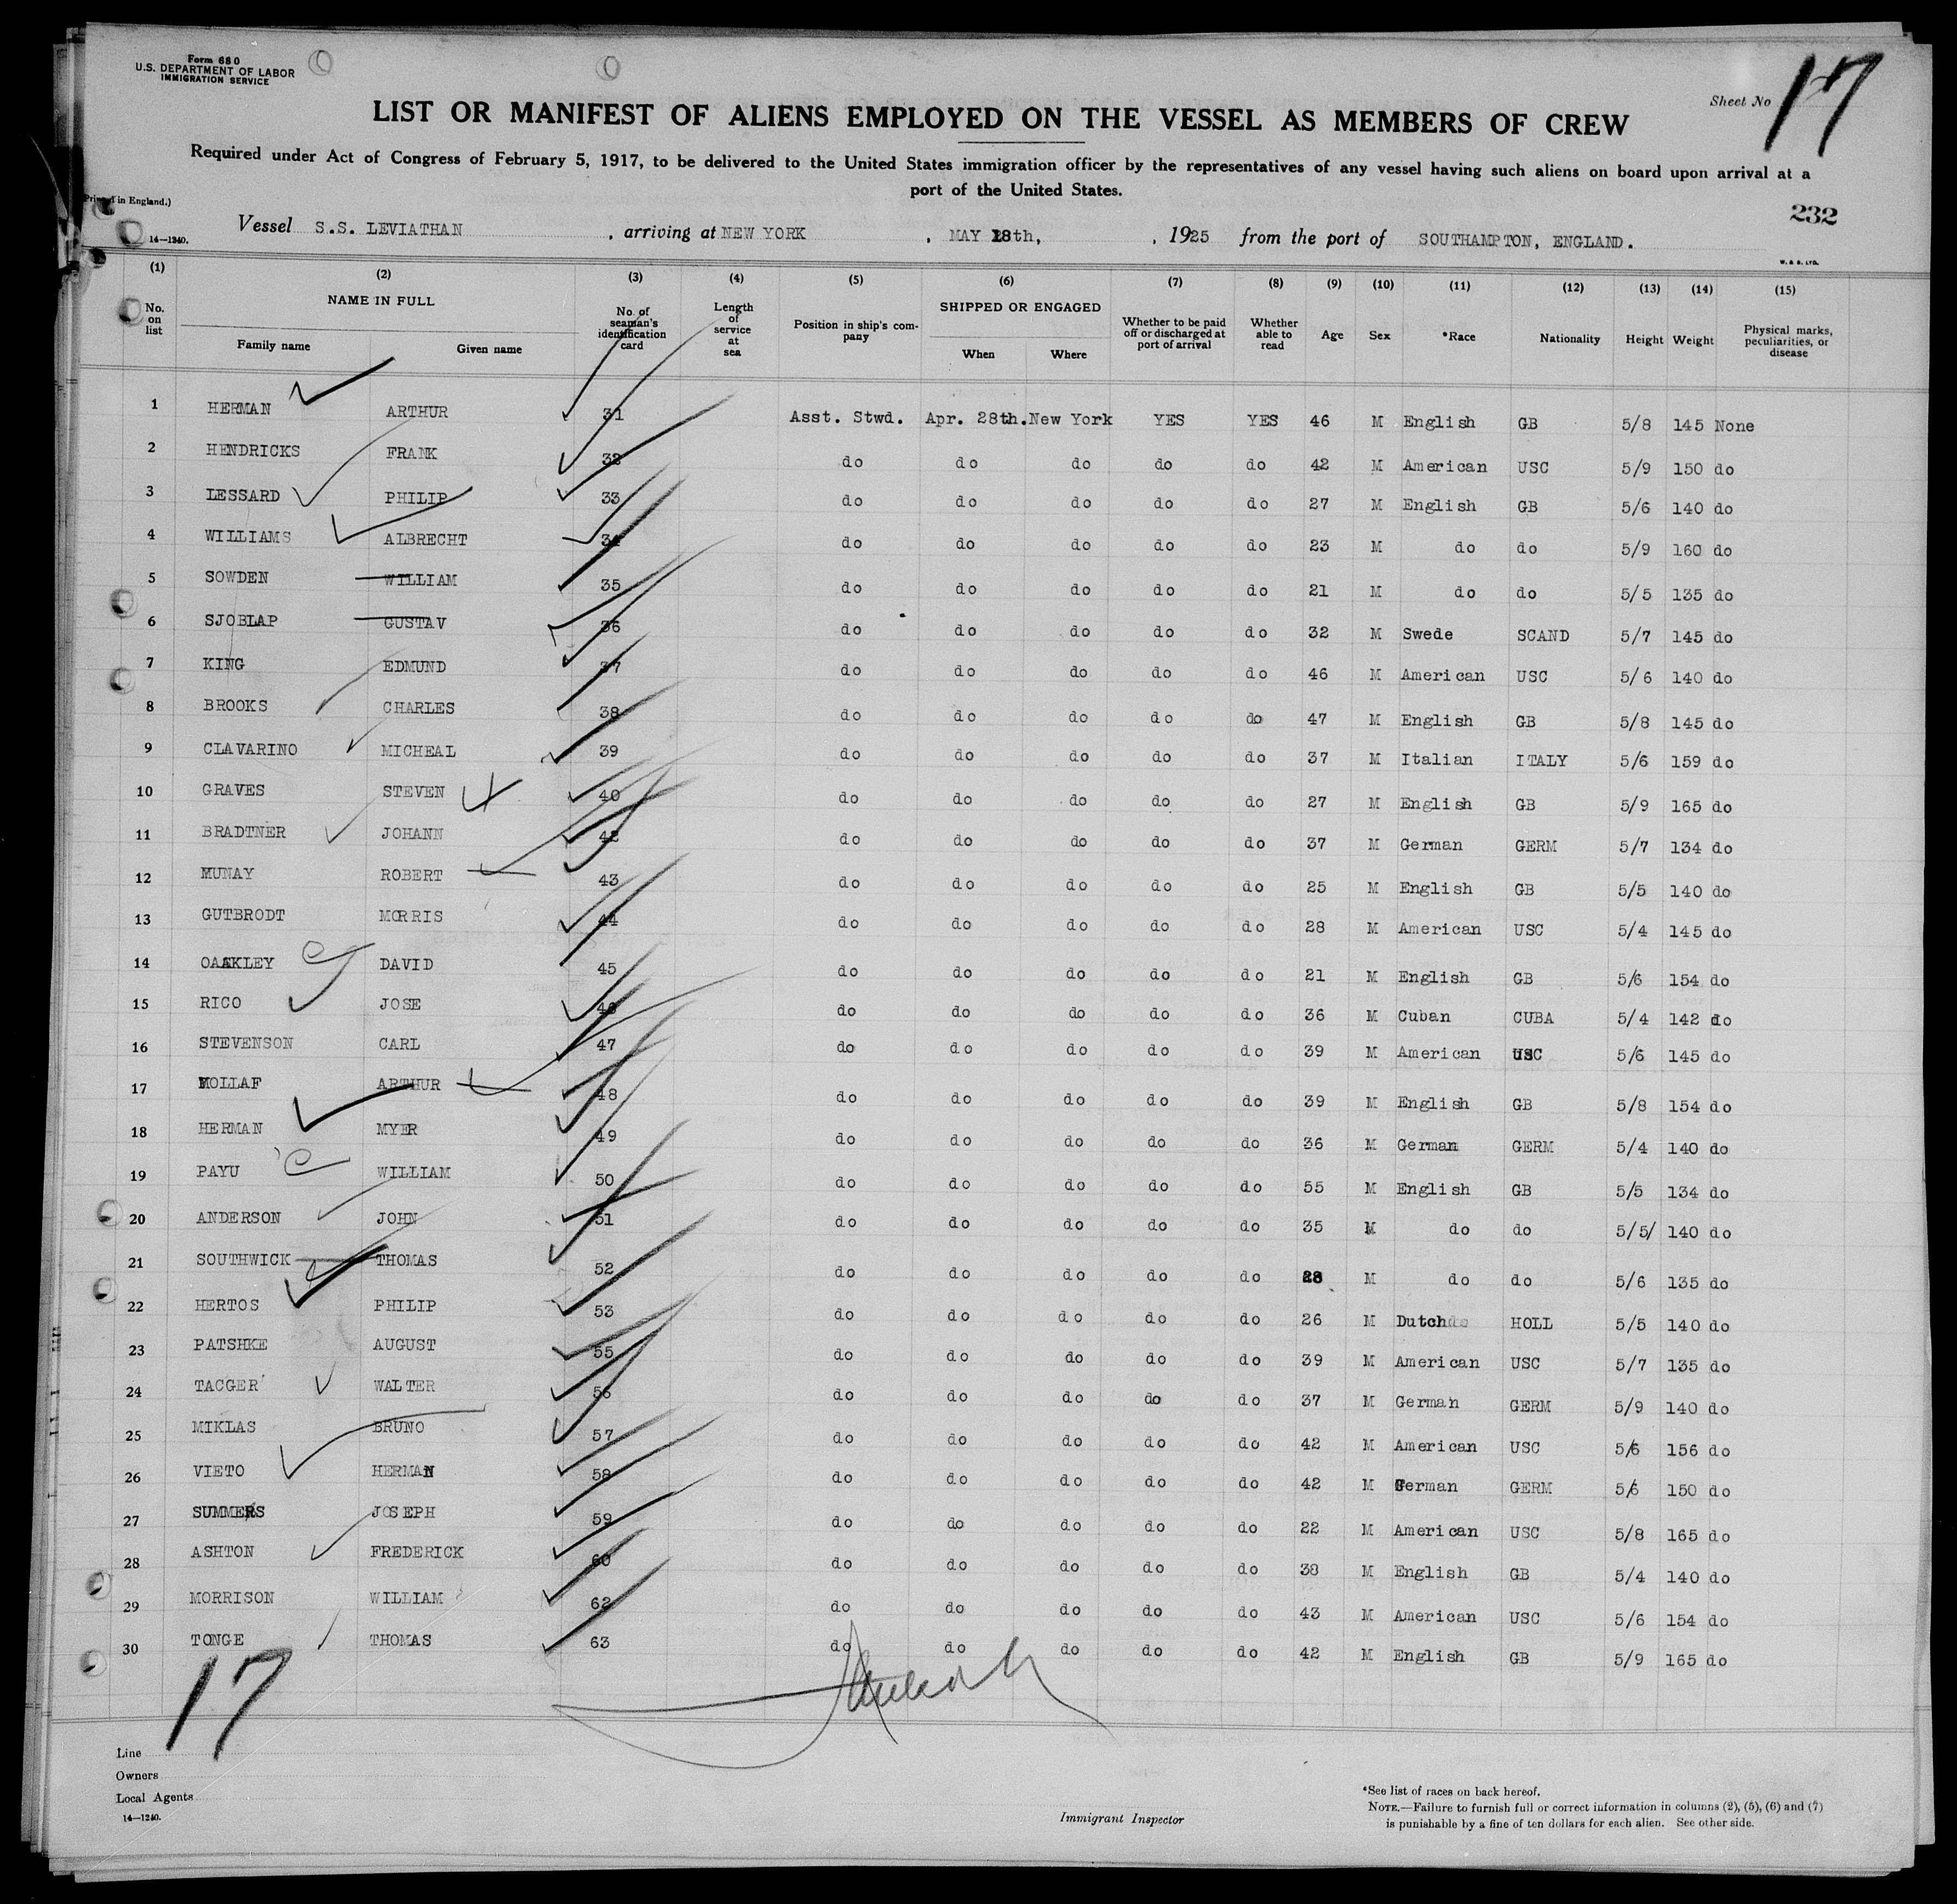 Form 680
U.S. DEPARTMENT OF LABOR
IMMIGRATION SERVICE
Sheet No 17
LIST OR MANIFEST OF ALIENS EMPLOYED ON THE VESSEL AS MEMBERS OF CREW
Required under Act of Congress of February 5, 1917, to be delivered to the United States immigration officer by the representatives of any vessel having such aliens on board upon arrival at a
port of the United States.
(Printed in England.)
232
14—1240.
Vessel S.S. LEVIATHAN , arriving at NEW YORK , MAY 18th, , 1925 from the port of SOUTHAMPTON, ENGLAND.
W. & S. LTD.
(1) (2) (3) (4) (5) (6) (7) (8) (9) (10) (11) (12) (13) (14) (15)
No. on list NAME IN FULL Family name Given name No. of seaman's identification card Length of service at sea Position in ship's company SHIPPED OR ENGAGED When Where Whether to be paid off or discharged at port of arrival Whether able to read Age Sex *Race Nationality Height Weight Physical marks, peculiarities, or disease
1 HERMAN ARTHUR 31 Asst. Stwd. Apr. 28th. New York YES YES 46 M English GB 5/8 145 None
2 HENDRICKS FRANK 32 do do do do do 42 M American USC 5/9 150 do
3 LESSARD PHILIP 33 do do do do do 27 M English GB 5/6 140 do
4 WILLIAMS ALBRECHT 34 do do do do do 23 M do do 5/9 160 do
5 SOWDEN WILLIAM 35 do do do do do 21 M do do 5/5 135 do
6 SJOBLAP GUSTAV 36 do do do do do 32 M Swede SCAND 5/7 145 do
7 KING EDMUND 37 do do do do do 46 M American USC 5/6 140 do
8 BROOKS CHARLES 38 do do do do do 47 M English GB 5/8 145 do
9 CLAVARINO MICHEAL 39 do do do do do 37 M Italian ITALY 5/6 159 do
10 GRAVES STEVEN 40 do do do do do 27 M English GB 5/9 165 do
11 BRADTNER JOHANN 42 do do do do do 37 M German GERM 5/7 134 do
12 MUNAY ROBERT 43 do do do do do 25 M English GB 5/5 140 do
13 GUTBRODT MORRIS 44 do do do do do 28 M American USC 5/4 145 do
14 OAAKLEY DAVID 45 do do do do do 21 M English GB 5/6 154 do
15 RICO JOSE 46 do do do do do 36 M Cuban CUBA 5/4 142 do
16 STEVENSON CARL 47 do do do do do 39 M American USC 5/6 145 do
17 MOLLAF ARTHUR 48 do do do do do 39 M English GB 5/8 154 do
18 HERMAN MYER 49 do do do do do 36 M German GERM 5/4 140 do
19 PAYU WILLIAM 50 do do do do do 55 M English GB 5/5 134 do
20 ANDERSON JOHN 51 do do do do do 35 M do do 5/5/ 140 do
21 SOUTHWICK THOMAS 52 do do do do do 28 M do do 5/6 135 do
22 HERTOS PHILIP 53 do do do do do 26 M Dutch HOLL 5/5 140 do
23 PATSHKE AUGUST 55 do do do do do 39 M American USC 5/7 135 do
24 TACGER WALTER 56 do do do do do 37 M German GERM 5/9 140 do
25 MIKLAS BRUNO 57 do do do do do 42 M American USC 5/6 156 do
26 VIETO HERMAN 58 do do do do do 42 M German GERM 5/6 150 do
27 SUMMERS JOSEPH 59 do do do do do 22 M American USC 5/8 165 do
28 ASHTON FREDERICK 60 do do do do do 38 M English GB 5/4 140 do
29 MORRISON WILLIAM 62 do do do do do 43 M American USC 5/6 154 do
30 TONGE THOMAS 63 do do do do do 42 M English GB 5/9 165 do
17
Line
Owners
Local Agents
14—1240.
Immigrant Inspector
*See list of races on back hereof.
NOTE.—Failure to furnish full or correct information in columns (2), (5), (6) and (7)
is punishable by a fine of ten dollars for each alien. See other side.